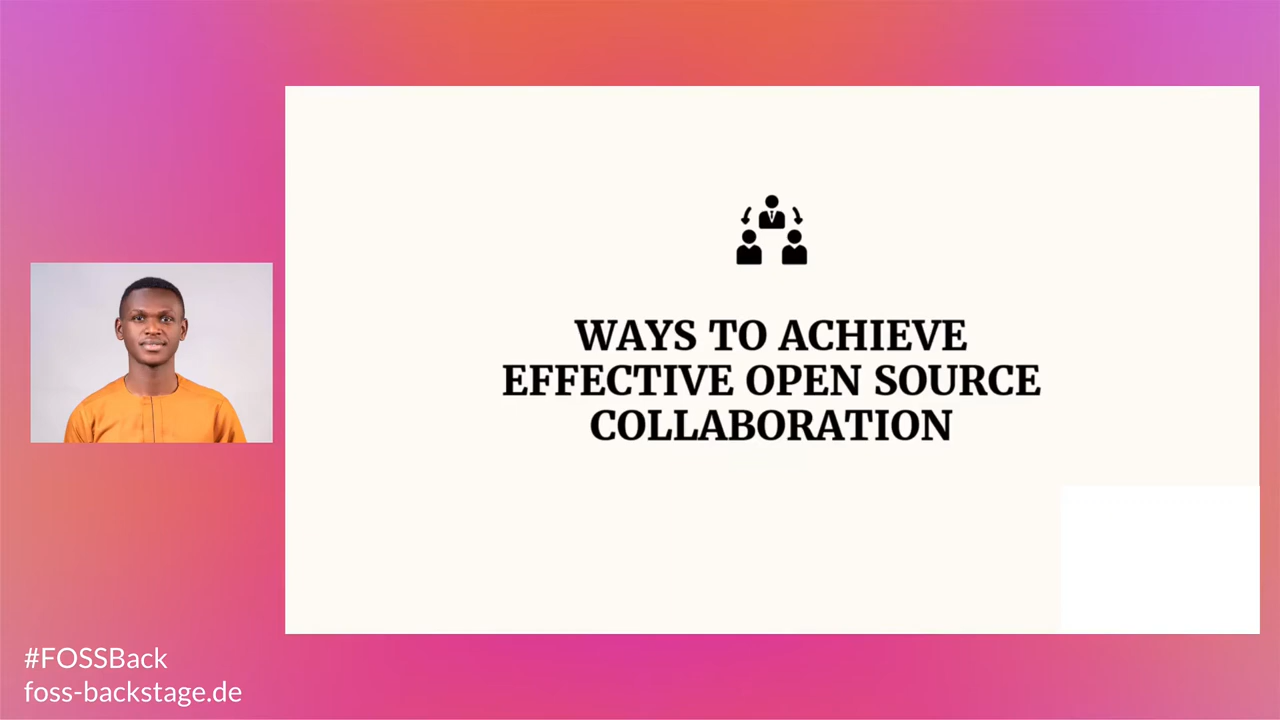 WAYS TO ACHIEVE
EFFECTIVE OPEN SOURCE
COLLABORATION
#FOSSBack
foss-backstage.de